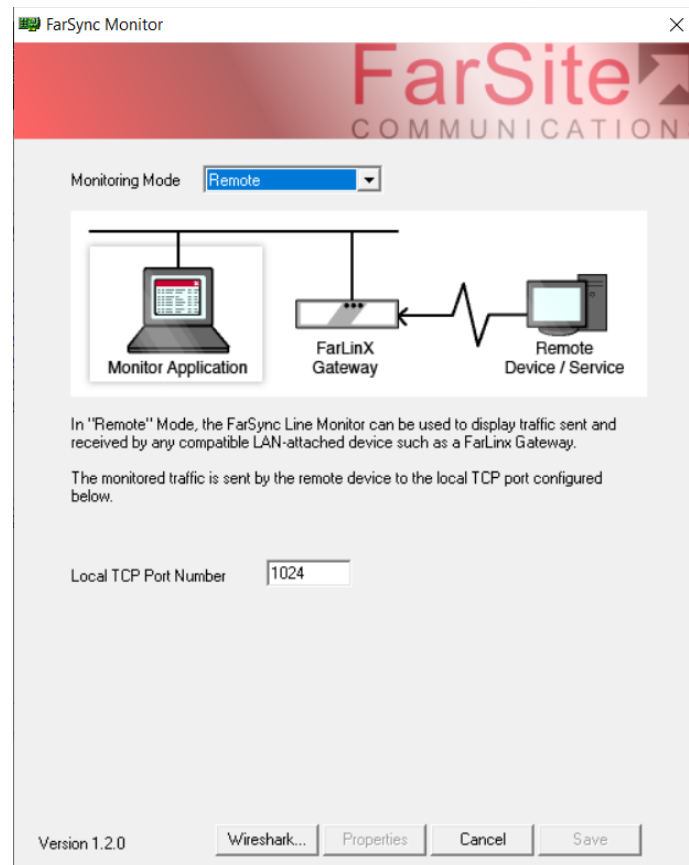 FarSync Monitor
FarSite
COMMUNICATION
Monitoring Mode
Remote
Monitor Application
FarLinX
Gateway
Remote
Device / Service
In "Remote" Mode, the FarSync Line Monitor can be used to display traffic sent and
received by any compatible LAN-attached device such as a FarLinx Gateway.
The monitored traffic is sent by the remote device to the local TCP port configured
below.
Local TCP Port Number
1024
Version 1.2.0
Wireshark...
Properties
Cancel
Save